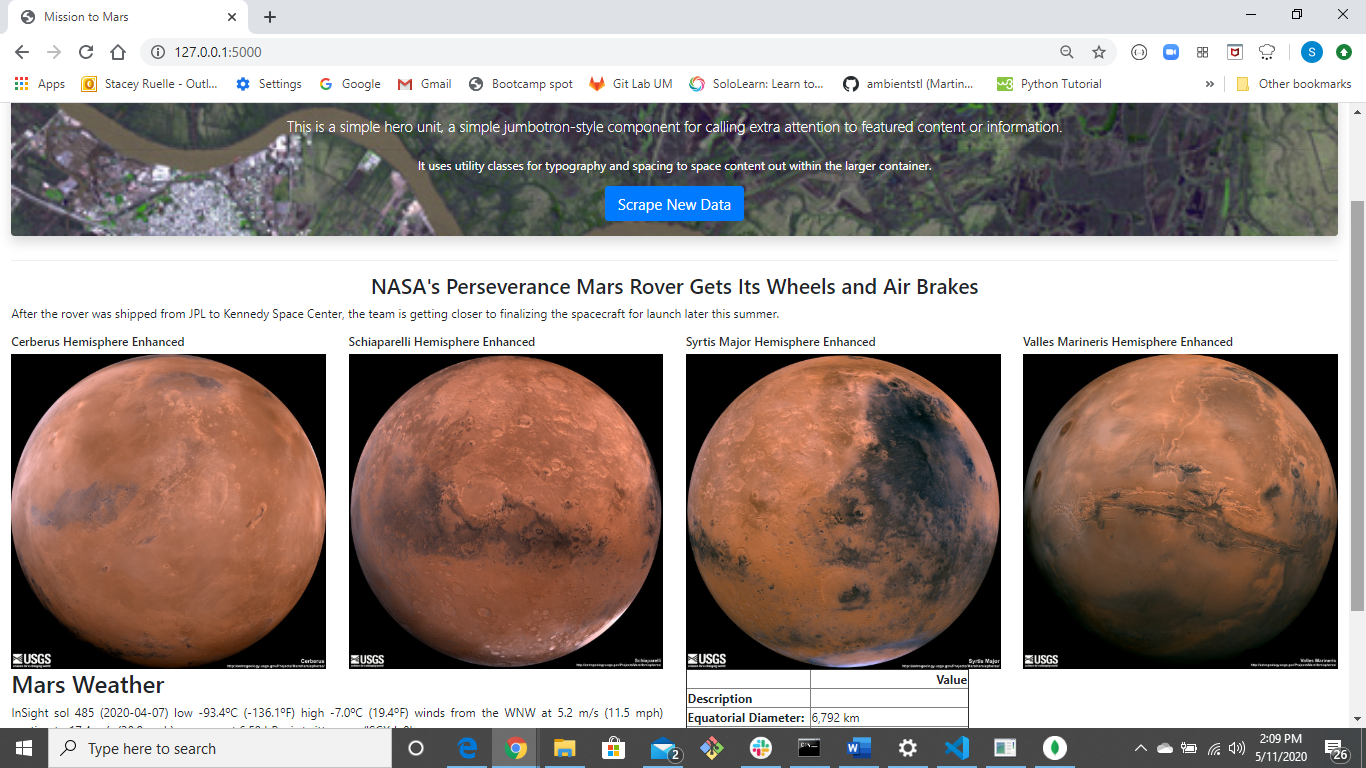 Mission to Mars
127.0.0.1:5000
S
Apps
Stacey Ruelle - Outl...
Settings
Google
Gmail
Bootcamp spot
Git Lab UM
SoloLearn: Learn to...
ambientstl (Martin...
Python Tutorial
»
Other bookmarks
This is a simple hero unit, a simple jumbotron-style component for calling extra attention to featured content or information.
It uses utility classes for typography and spacing to space content out within the larger container.
Scrape New Data
NASA's Perseverance Mars Rover Gets Its Wheels and Air Brakes
After the rover was shipped from JPL to Kennedy Space Center, the team is getting closer to finalizing the spacecraft for launch later this summer.
Cerberus Hemisphere Enhanced
Schiaparelli Hemisphere Enhanced
Syrtis Major Hemisphere Enhanced
Valles Marineris Hemisphere Enhanced
USGS
Cerberus
USGS
Schiaparelli
USGS
Syrtis Major
USGS
Valles Marineris
Mars Weather
InSight sol 485 (2020-04-07) low -93.4ºC (-136.1ºF) high -7.0ºC (19.4ºF) winds from the WNW at 5.2 m/s (11.5 mph)
Value
Description
Equatorial Diameter: 6,792 km
Type here to search
2
2:09 PM
5/11/2020
26